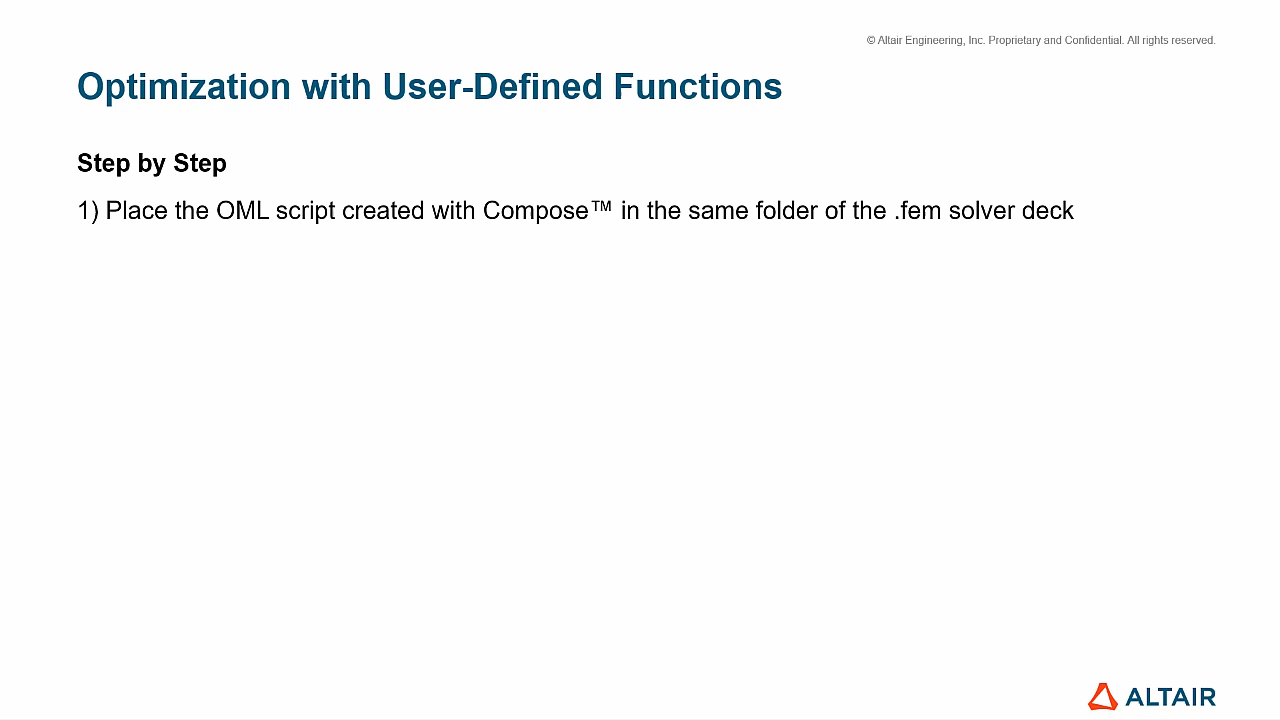 © Altair Engineering, Inc. Proprietary and Confidential. All rights reserved.
Optimization with User-Defined Functions
Step by Step
1) Place the OML script created with Compose™ in the same folder of the .fem solver deck
ALTAIR